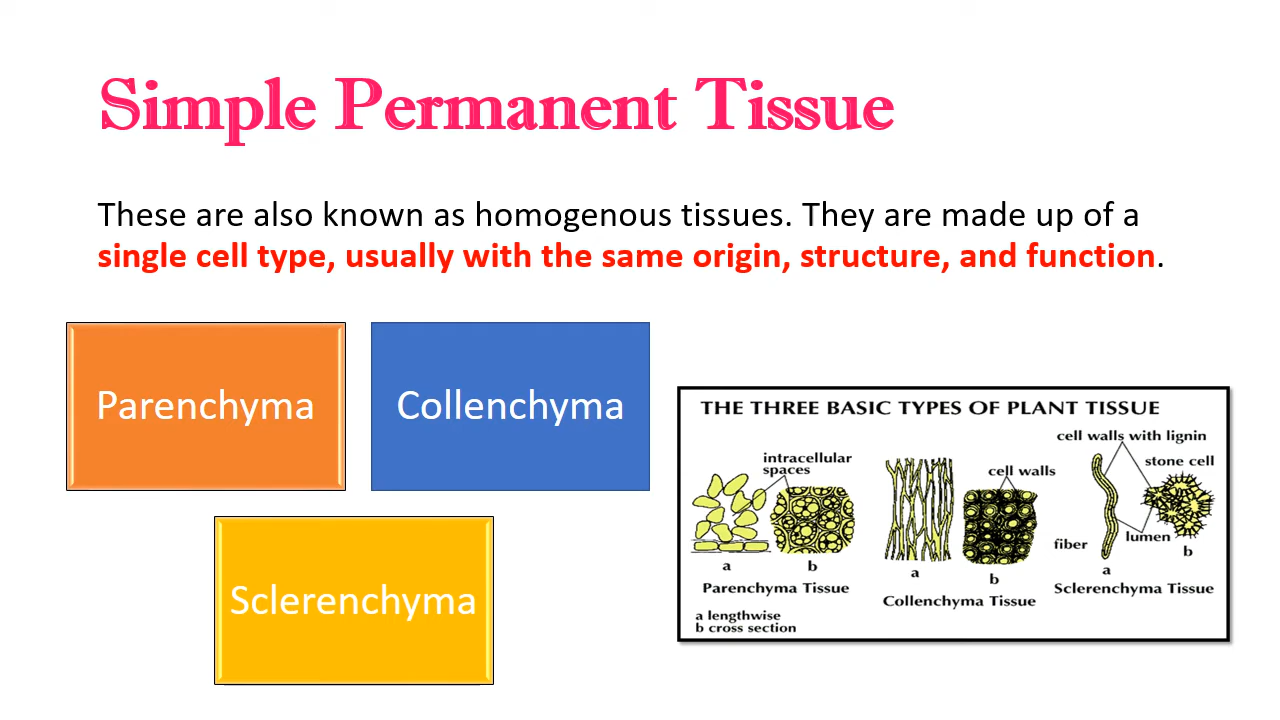 Simple Permanent Tissue
These are also known as homogenous tissues. They are made up of a
single cell type, usually with the same origin, structure, and function.
Parenchyma
Collenchyma
Sclerenchyma
THE THREE BASIC TYPES OF PLANT TISSUE
intracellular
spaces
a
b
Parenchyma Tissue
a lengthwise
b cross section
cell walls
a
b
Collenchyma Tissue
cell walls with lignin
stone cell
fiber
lumen
a
b
Sclerenchyma Tissue